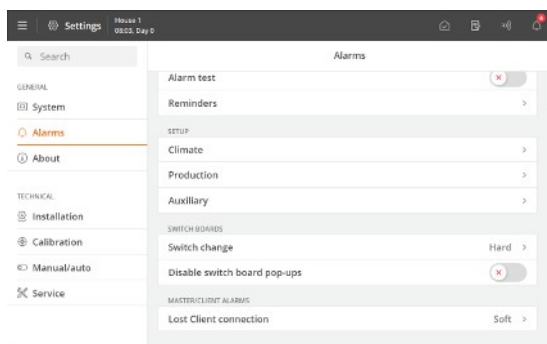 Settings
House 1
08:03, Day 0
Search
Alarms
GENERAL
System
Alarms
About
TECHNICAL
Installation
Calibration
Manual/auto
Service
Alarm test
Reminders
SETUP
Climate
Production
Auxiliary
SWITCH BOARDS
Switch change Hard
Disable switch board pop-ups
MASTER/CLIENT ALARMS
Lost Client connection Soft